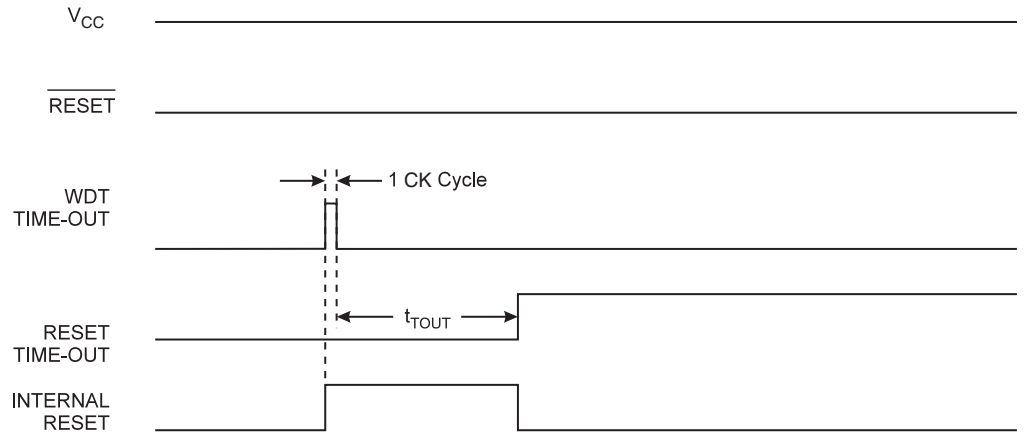 VCC
RESET
1 CK Cycle
WDT
TIME-OUT
tTOUT
RESET
TIME-OUT
INTERNAL
RESET